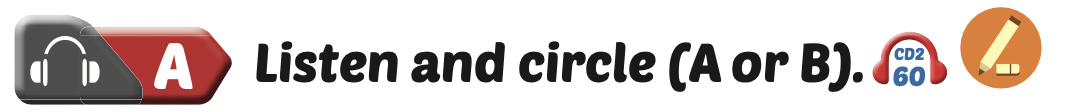 A Listen and circle (A or B). CD2
60